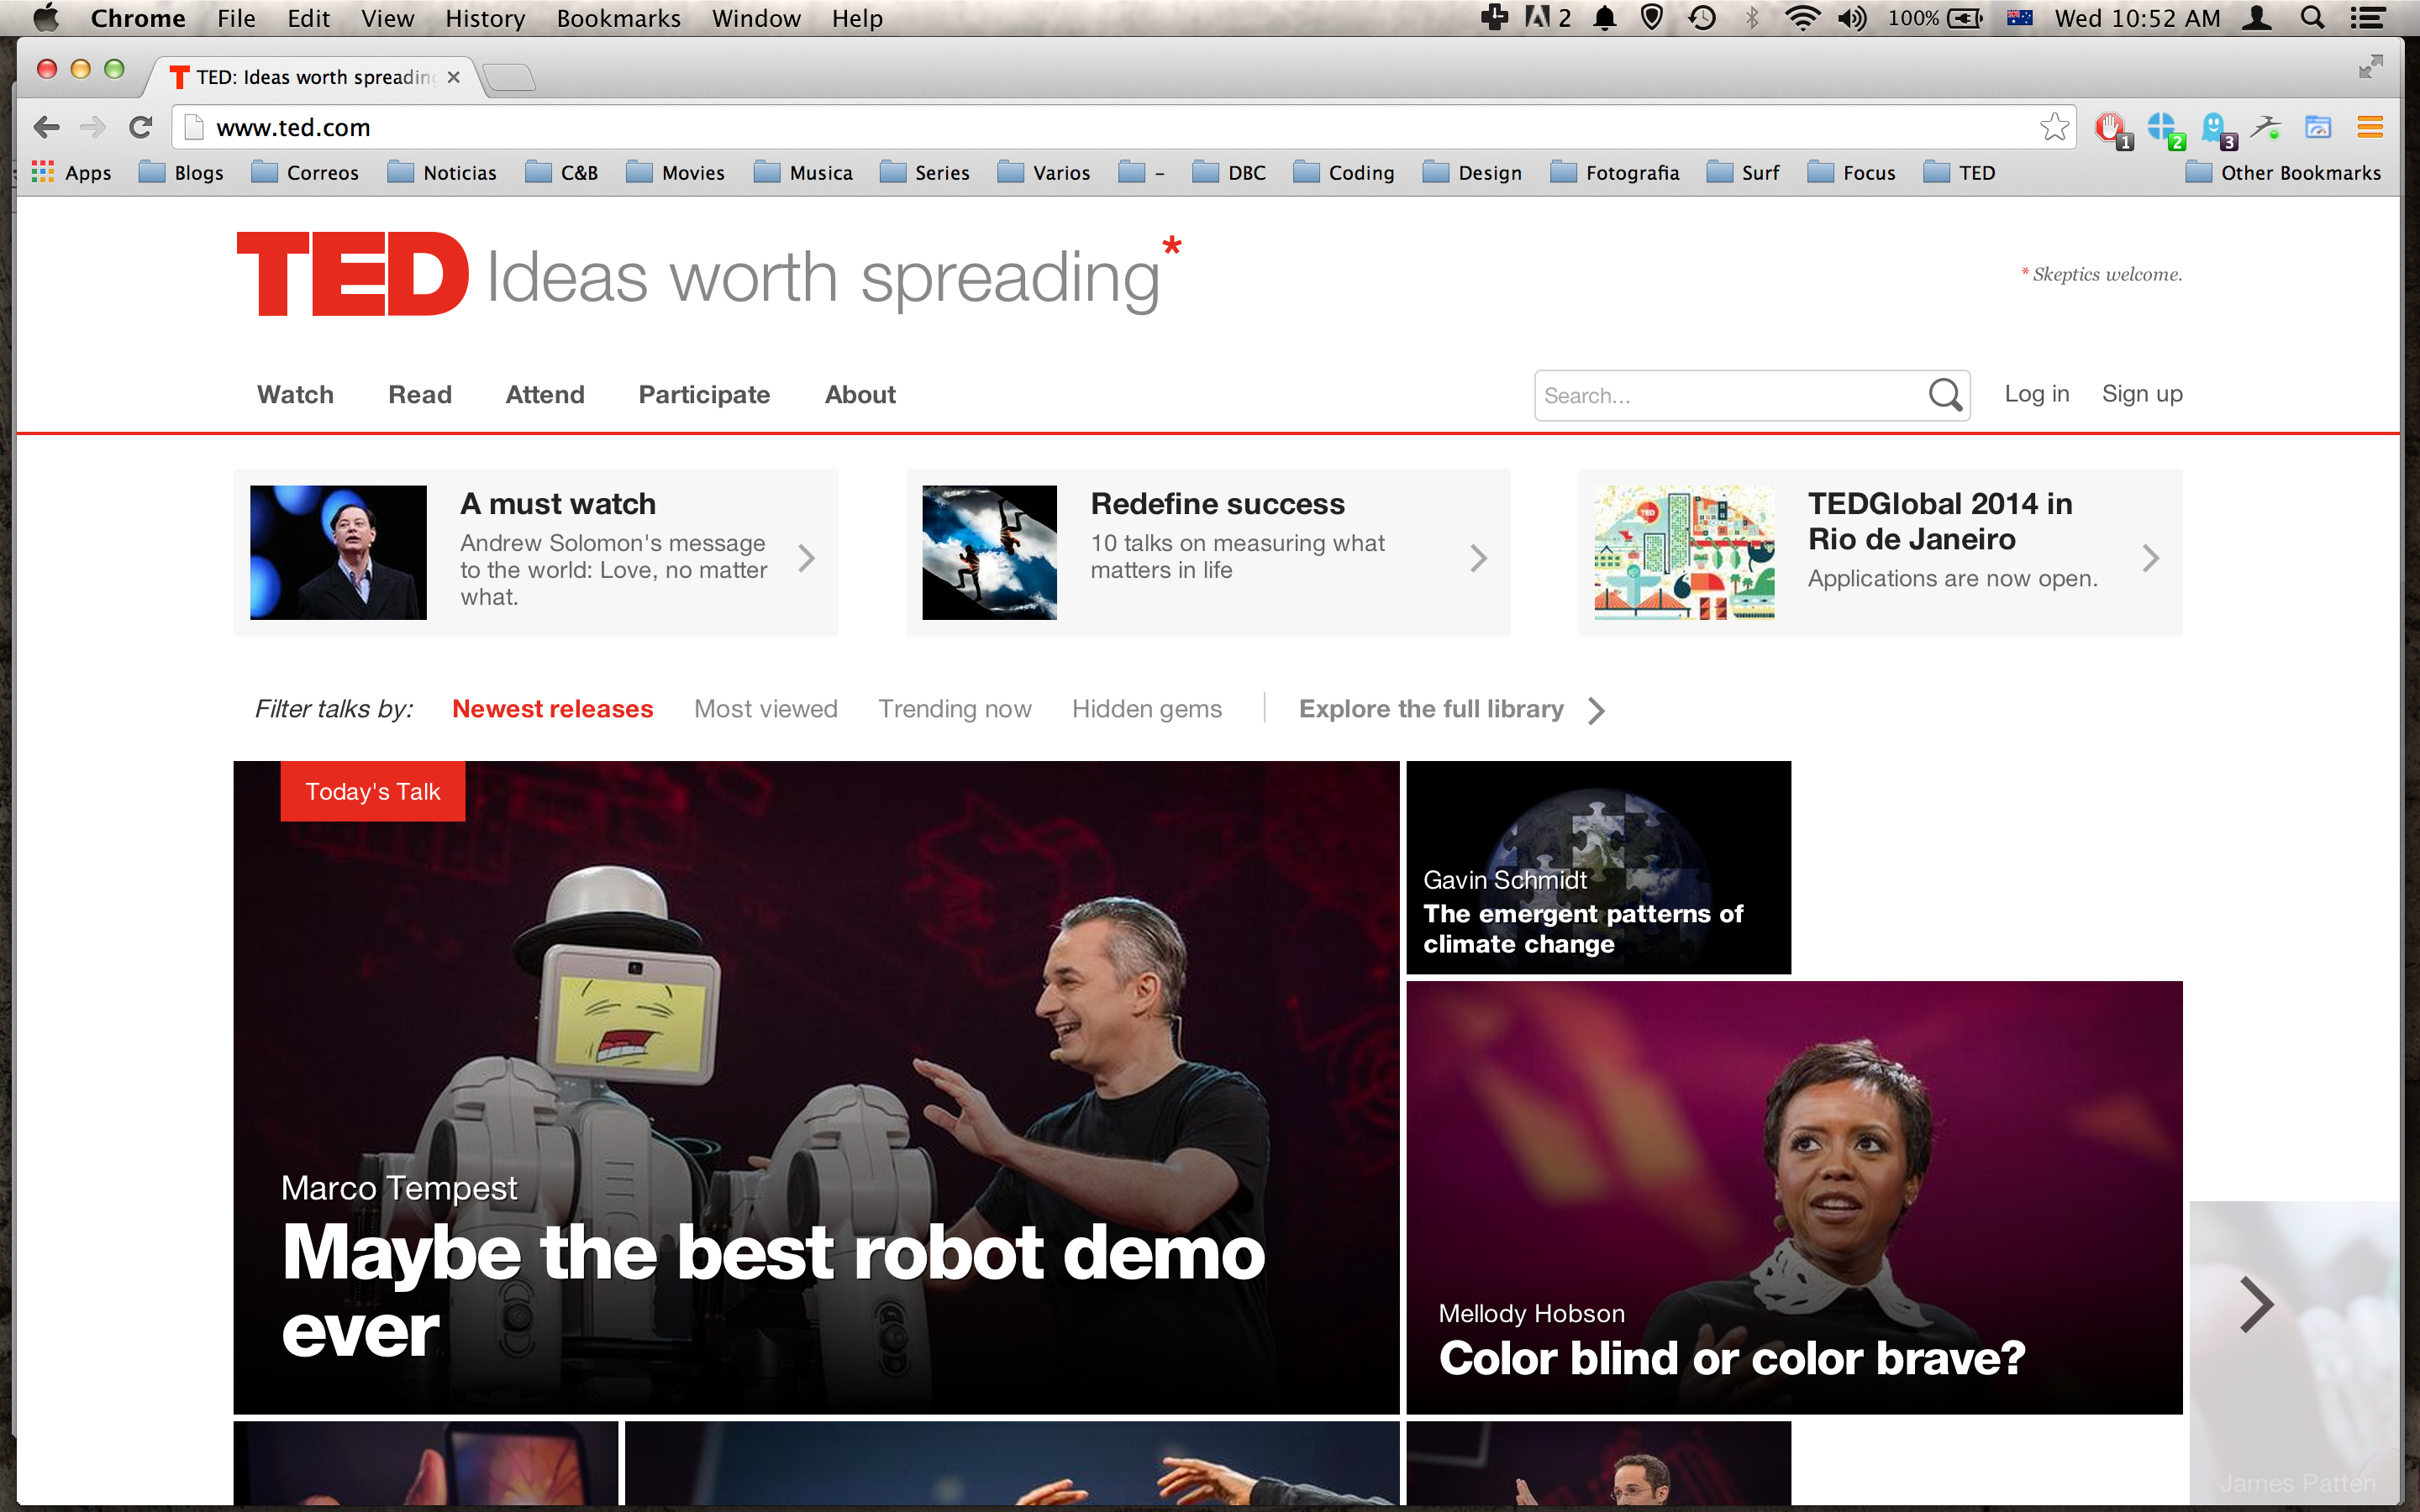 Chrome File Edit View History Bookmarks Window Help 2 100% Wed 10:52 AM
TED: Ideas worth spreading
www.ted.com 1 2 3
Apps Blogs Correos Noticias C&B Movies Musica Series Varios - DBC Coding Design Fotografia Surf Focus TED Other Bookmarks
TED Ideas worth spreading*
* Skeptics welcome.
Watch Read Attend Participate About Search... Log in Sign up
A must watch
Andrew Solomon's message
to the world: Love, no matter
what.
Redefine success
10 talks on measuring what
matters in life
TED
TEDGlobal 2014 in
Rio de Janeiro
Applications are now open.
Filter talks by: Newest releases Most viewed Trending now Hidden gems Explore the full library
Today's Talk
Marco Tempest
Maybe the best robot demo
ever
Gavin Schmidt
The emergent patterns of
climate change
Mellody Hobson
Color blind or color brave?
James Patten